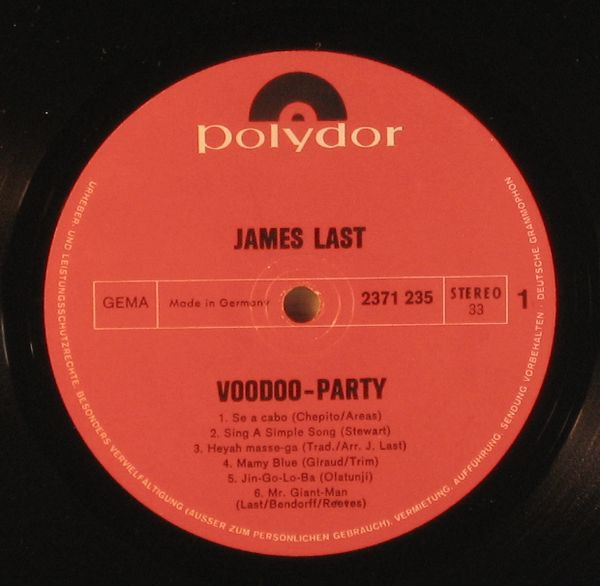 polydor
JAMES LAST
GEMA
Made in Germany
2371 235
STEREO
33
1
VOODOO-PARTY
1. Se a cabo (Chepito/Areas)
2. Sing A Simple Song (Stewart)
3. Heyah masse-ga (Trad./Arr. J. Last)
4. Mamy Blue (Giraud/Trim)
5. Jin-Go-Lo-Ba (Olatunji)
6. Mr. Giant-Man
(Last/Bendorff/Reeves)
URHEBER- UND LEISTUNGSSCHUTZRECHTE, BESONDERS VERVIELFÄLTIGUNG (AUSSER ZUM PERSÖNLICHEN GEBRAUCH), VERMIETUNG, AUFFÜHRUNG, SENDUNG VORBEHALTEN · DEUTSCHE GRAMMOPHON